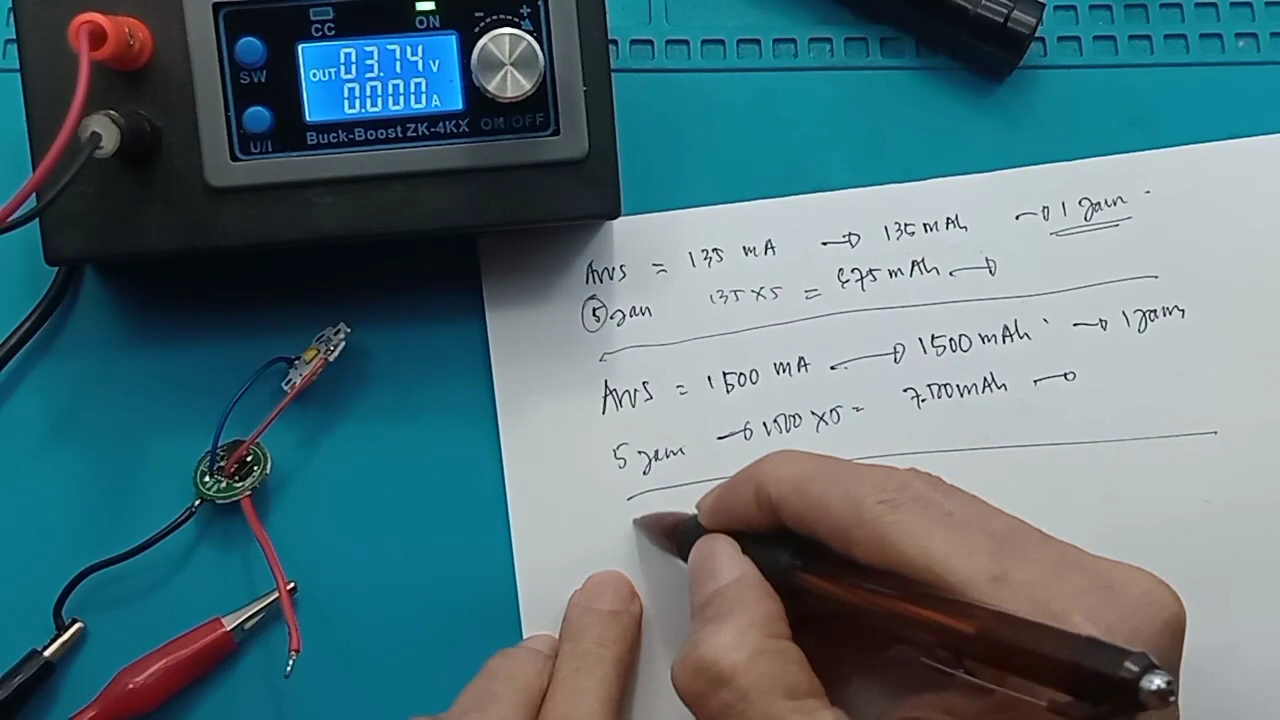 CC
ON
- +
SW
OUT 03.74 V
0.000 A
U/I
ON/OFF
Buck-Boost ZK-4KX
Arus = 135 mA → 135 mAh → 1 jam
5 jam 135 x 5 = 675 mAh →
Arus = 1500 mA → 1500 mAh → 1 jam
5 jam → 1500 x 5 = 7.500 mAh →